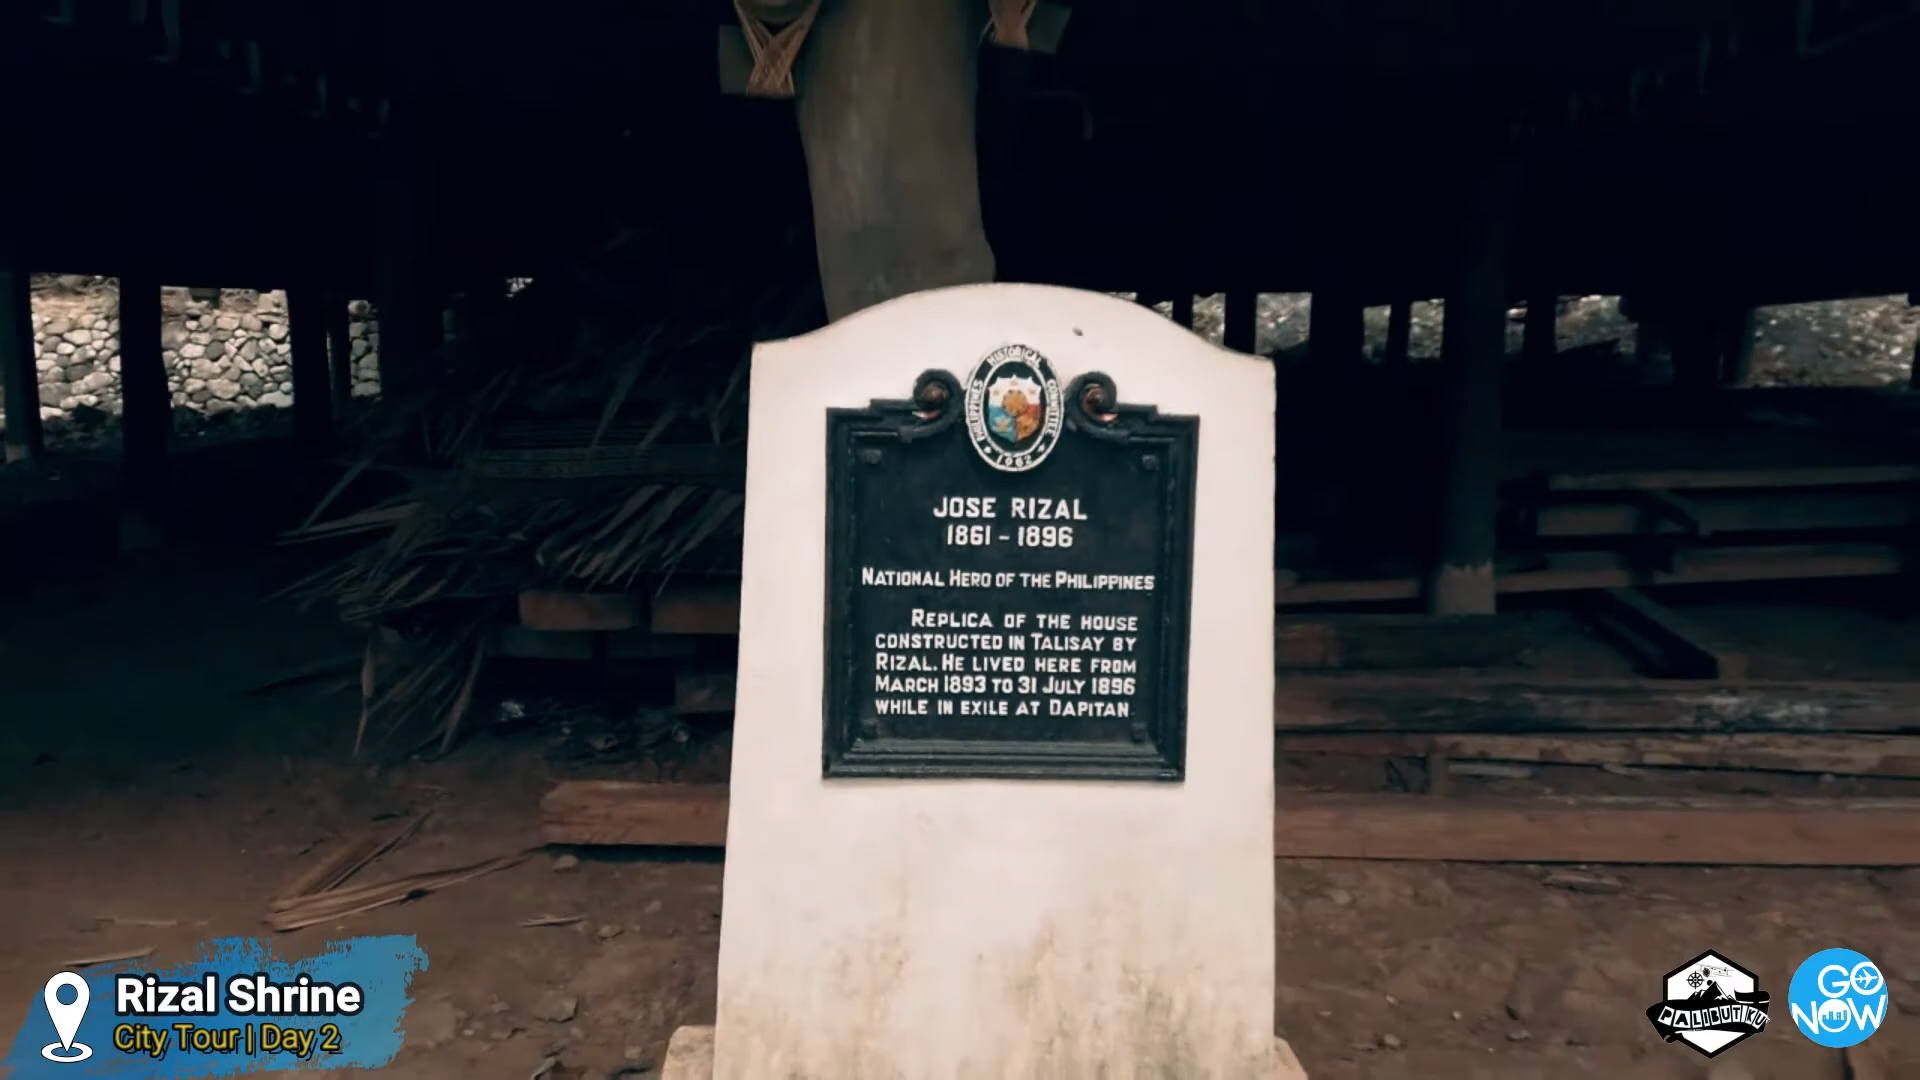 PHILIPPINES HISTORICAL COMMITTEE
1962
JOSE RIZAL
1861 - 1896
NATIONAL HERO OF THE PHILIPPINES
REPLICA OF THE HOUSE
CONSTRUCTED IN TALISAY BY
RIZAL. HE LIVED HERE FROM
MARCH 1893 TO 31 JULY 1896
WHILE IN EXILE AT DAPITAN
Rizal Shrine
City Tour | Day 2
PALIBUT KU
GO
NOW